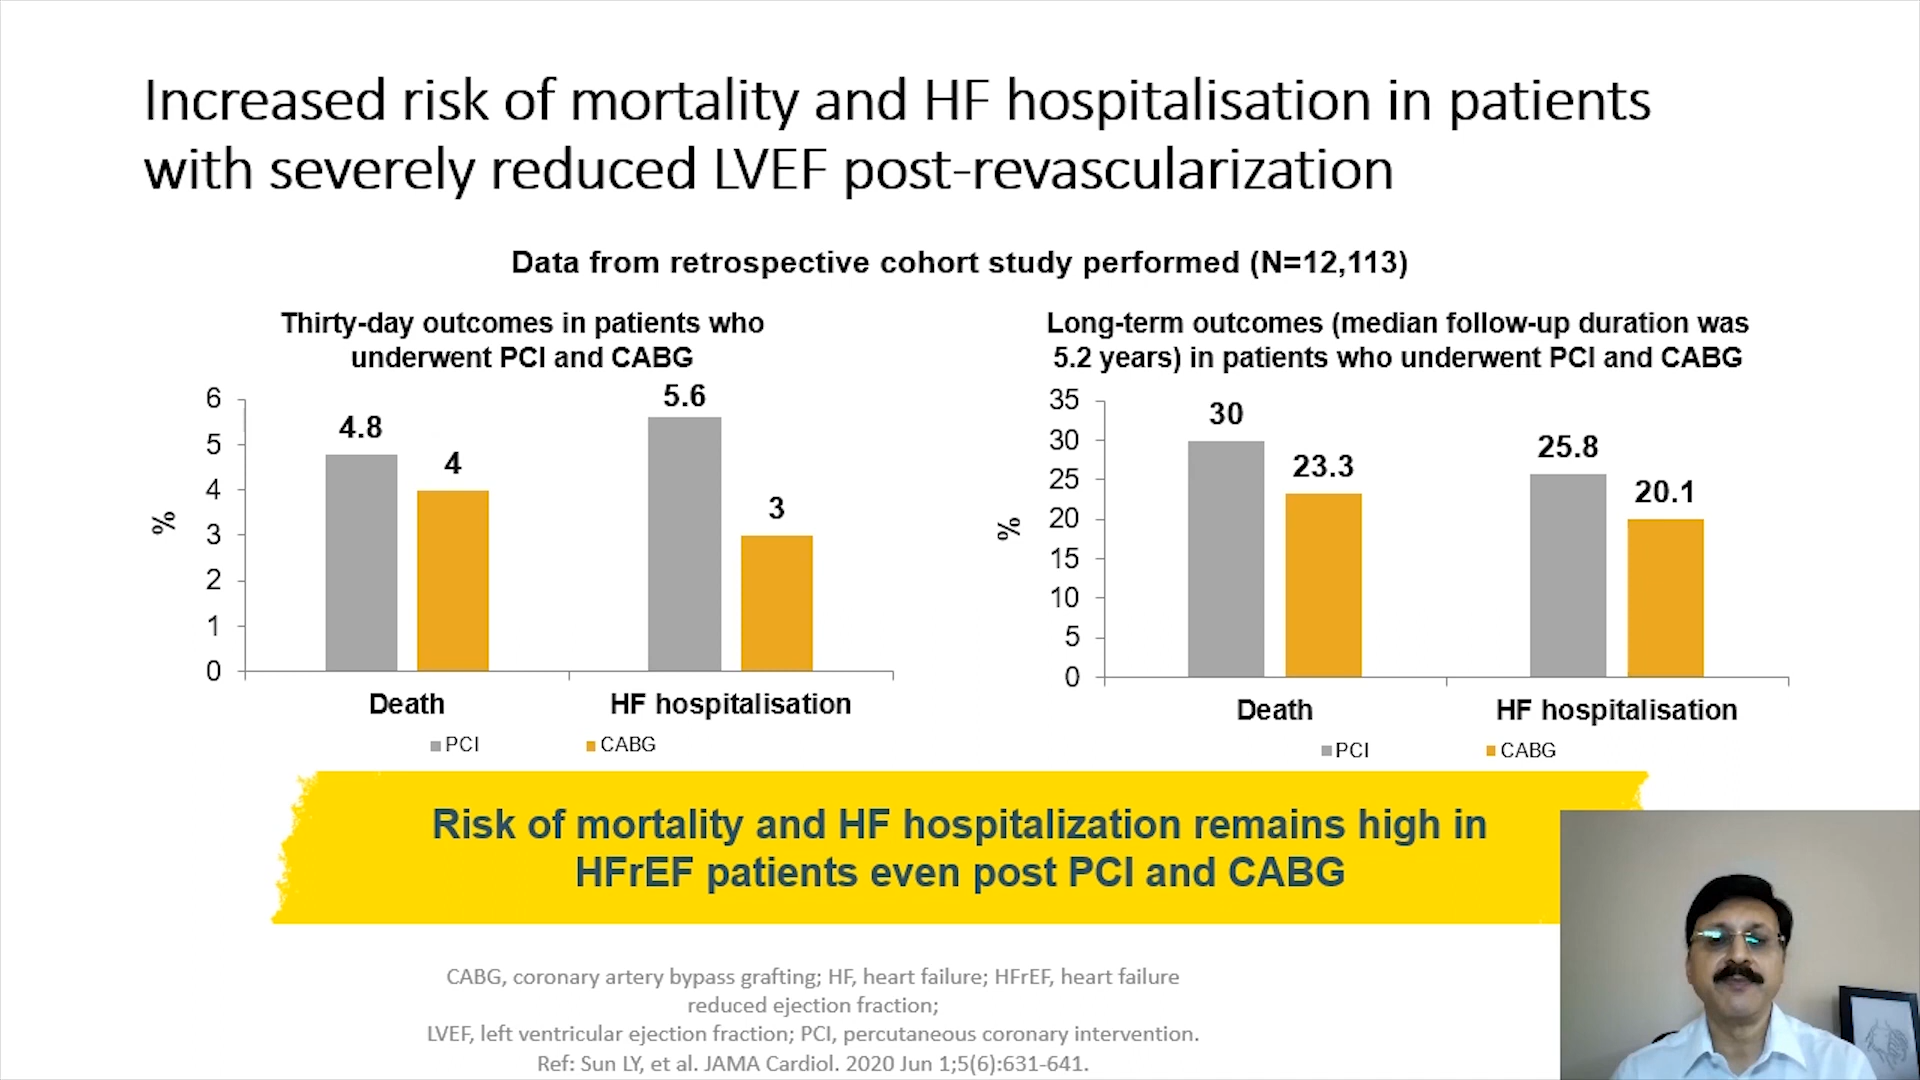 Increased risk of mortality and HF hospitalisation in patients
with severely reduced LVEF post-revascularization
Data from retrospective cohort study performed (N=12,113)
Thirty-day outcomes in patients who
underwent PCI and CABG
6
5
4
3
2
1
0
%
4.8
4
5.6
3
Death
HF hospitalisation
PCI
CABG
Long-term outcomes (median follow-up duration was
5.2 years) in patients who underwent PCI and CABG
35
30
25
20
15
10
5
0
%
30
23.3
25.8
20.1
Death
HF hospitalisation
PCI
CABG
Risk of mortality and HF hospitalization remains high in
HFrEF patients even post PCI and CABG
CABG, coronary artery bypass grafting; HF, heart failure; HFrEF, heart failure
reduced ejection fraction;
LVEF, left ventricular ejection fraction; PCI, percutaneous coronary intervention.
Ref: Sun LY, et al. JAMA Cardiol. 2020 Jun 1;5(6):631-641.